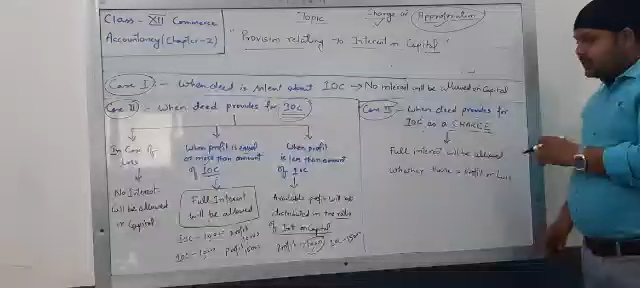 Class - XII Commerce
Accountancy (Chapter-2)
Topic
Charge or Appropriation
"Provision relating to Interest on Capital"
Case I :- When deed is silent about IOC → No interest will be allowed on Capital
Case II :- When deed provides for IOC
In Case of
Loss
No Interest
will be allowed
on Capital
When profit is equal
or more than amount
of IOC
Full Interest
will be allowed
IOC - profit
IOC - profit
When profit
is less than amount
of IOC
Available profit will be
distributed in the ratio
of Int on Capital
profit -
Case III - When deed provides for
IOC as a CHARGE
Full interest will be allowed
whether there is profit or Loss